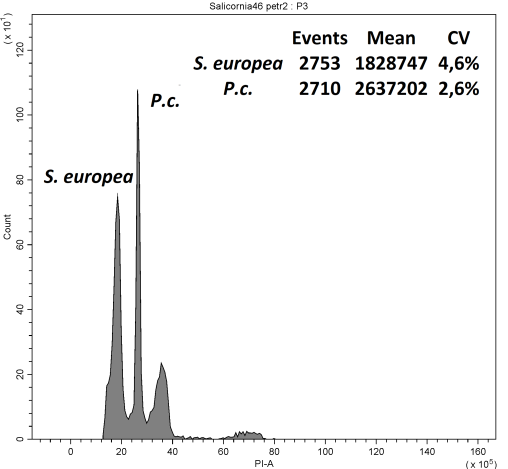 Salicornia46 petr2 : P3
(x 10¹)
Events Mean CV
S. europea 2753 1828747 4,6%
P.c. 2710 2637202 2,6%
P.c.
S. europea
Count
120
100
80
60
40
20
0
0 20 40 60 80 100 120 140 160
PI-A
(x 10⁵)